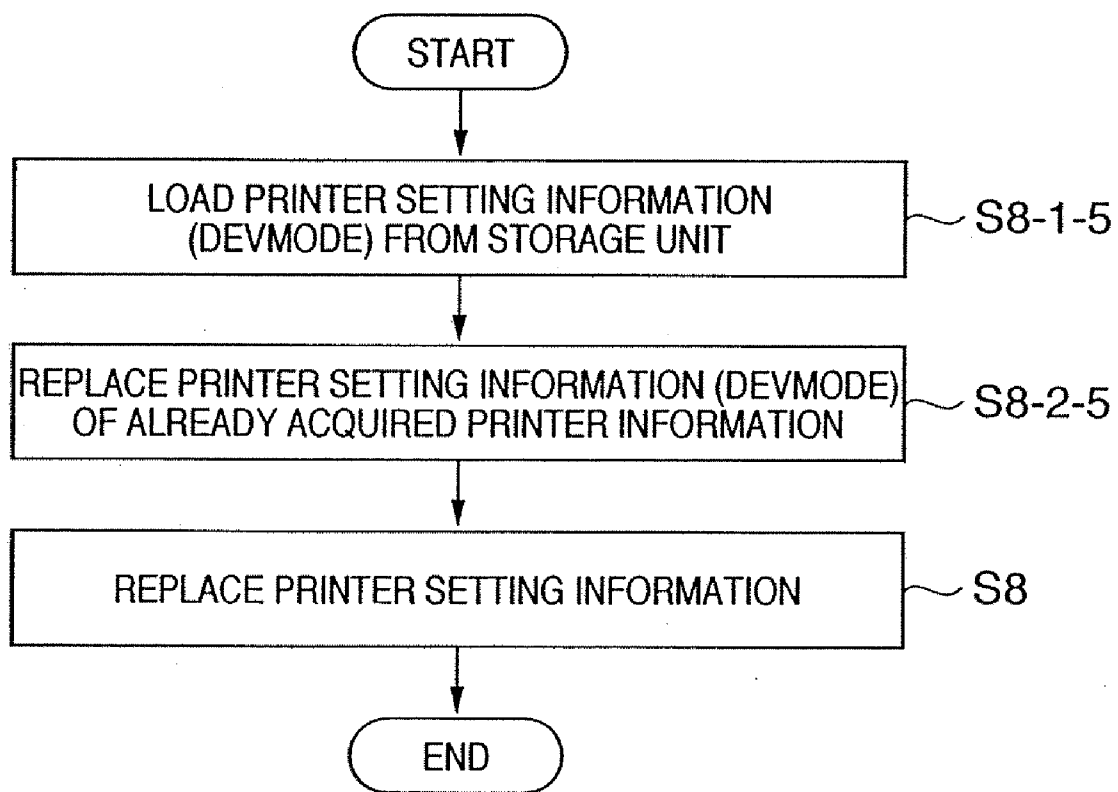 START
LOAD PRINTER SETTING INFORMATION
(DEVMODE) FROM STORAGE UNIT
S8-1-5
REPLACE PRINTER SETTING INFORMATION (DEVMODE)
OF ALREADY ACQUIRED PRINTER INFORMATION
S8-2-5
REPLACE PRINTER SETTING INFORMATION
S8
END